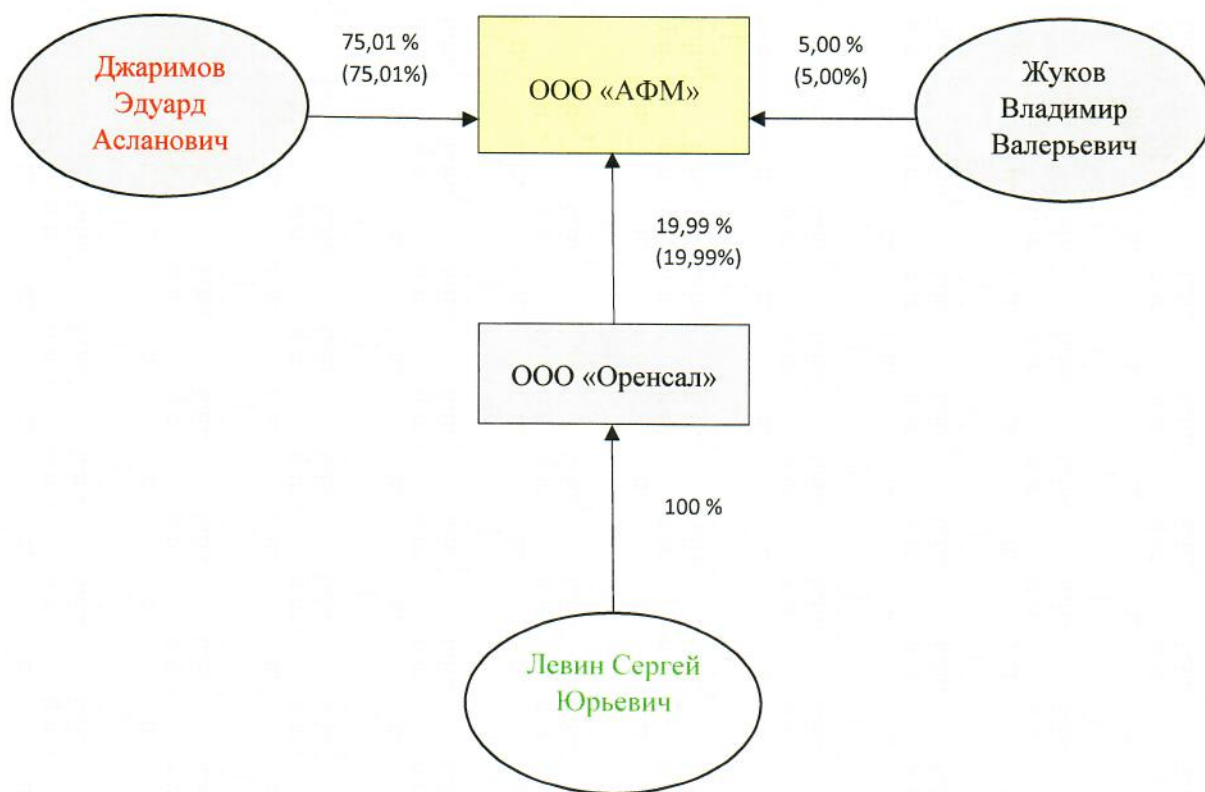 Джаримов
Эдуард
Асланович
75,01 %
(75,01%)
ООО «АФМ»
5,00 %
(5,00%)
Жуков
Владимир
Валерьевич
19,99 %
(19,99%)
ООО «Оренсал»
100 %
Левин Сергей
Юрьевич